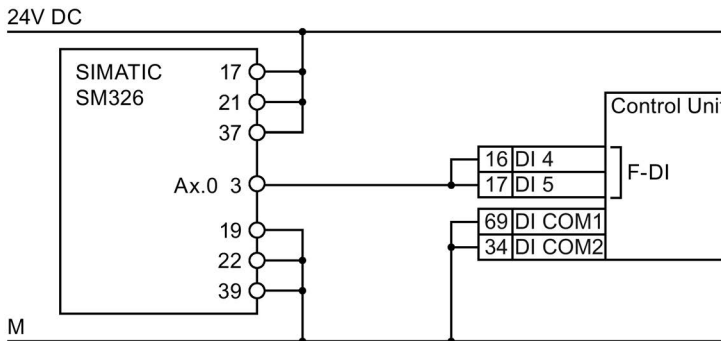 24V DC
SIMATIC
SM326
17
21
37
Ax.0 3
19
22
39
Control Unit
16 DI 4
17 DI 5
F-DI
69 DI COM1
34 DI COM2
M